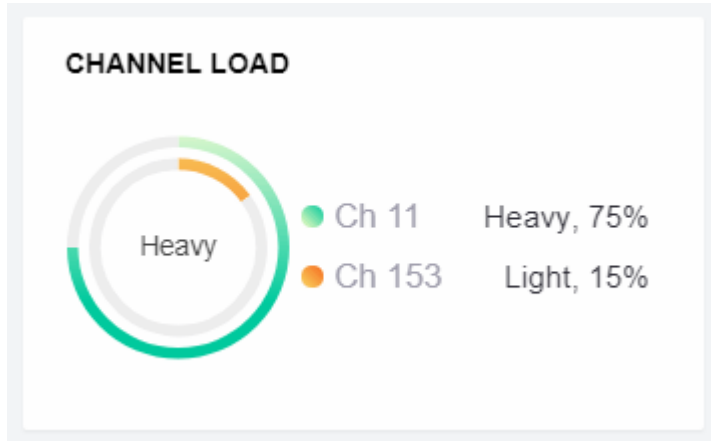 CHANNEL LOAD
Heavy
Ch 11 Heavy, 75%
Ch 153 Light, 15%